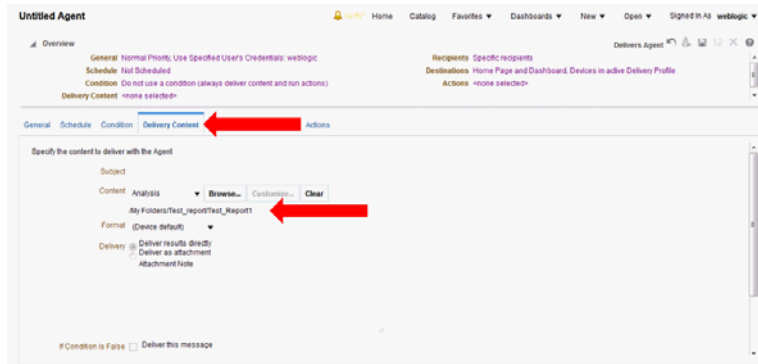 Untitled Agent
Home Catalog Favorites Dashboards New Open Signed In As weblogic
Overview
Delivers Agent
General Normal Priority, Use Specified User's Credentials: weblogic
Schedule Not Scheduled
Condition Do not use a condition (always deliver content and run actions)
Delivery Content <none selected>
Recipients Specific recipients
Destinations Home Page and Dashboard, Devices in active Delivery Profile
Actions <none selected>
General Schedule Condition Delivery Content Actions
Specify the content to deliver with the Agent
Subject
Content Analysis Browse... Customize... Clear
/My Folders/Test_report/Test_Report1
Format (Device default)
Delivery Deliver results directly
Deliver as attachment
Attachment Note
If Condition is False Deliver this message